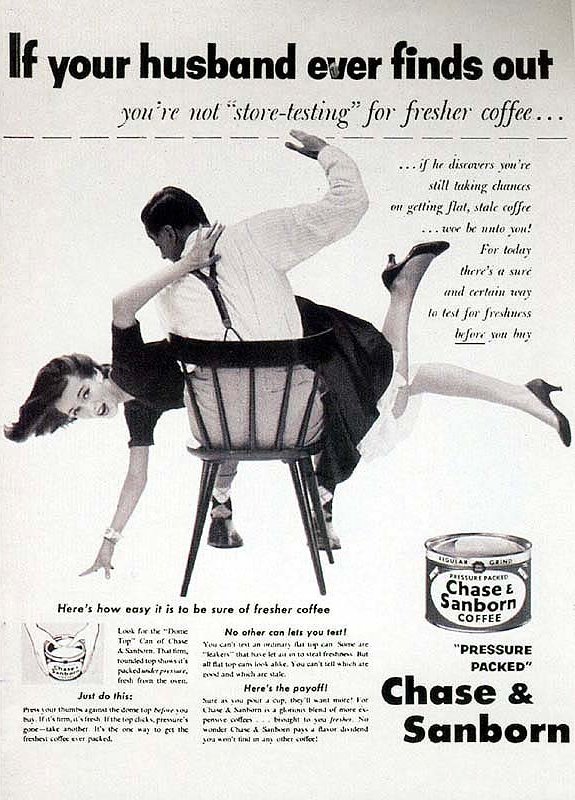 If your husband ever finds out
you're not "store-testing" for fresher coffee...
...if he discovers you're
still taking chances
on getting flat, stale coffee
...woe be unto you!
For today
there's a sure
and certain way
to test for freshness
before you buy
REGULAR GRIND
PRESSURE PACKED
Chase &
Sanborn
COFFEE
"PRESSURE
PACKED"
Chase &
Sanborn
Here's how easy it is to be sure of fresher coffee
Chase &
Sanborn
Look for the "Dome
Top" Can of Chase
& Sanborn. That firm,
rounded top shows it's
packed under pressure,
fresh from the oven.
Just do this:
Press your thumbs against the dome top before you
buy. If it's firm, it's fresh. If the top clicks, pressure's
gone—take another. It's the one way to get the
freshest coffee ever packed.
No other can lets you test!
You can't test an ordinary flat top can. Some are
"leakers" that have let air in to steal freshness. But
all flat top cans look alike. You can't tell which are
good and which are stale.
Here's the payoff!
Sure as you pour a cup, they'll want more! For
Chase & Sanborn is a glorious blend of more ex-
pensive coffees . . . brought to you fresher. No
wonder Chase & Sanborn pays a flavor dividend
you won't find in any other coffee!